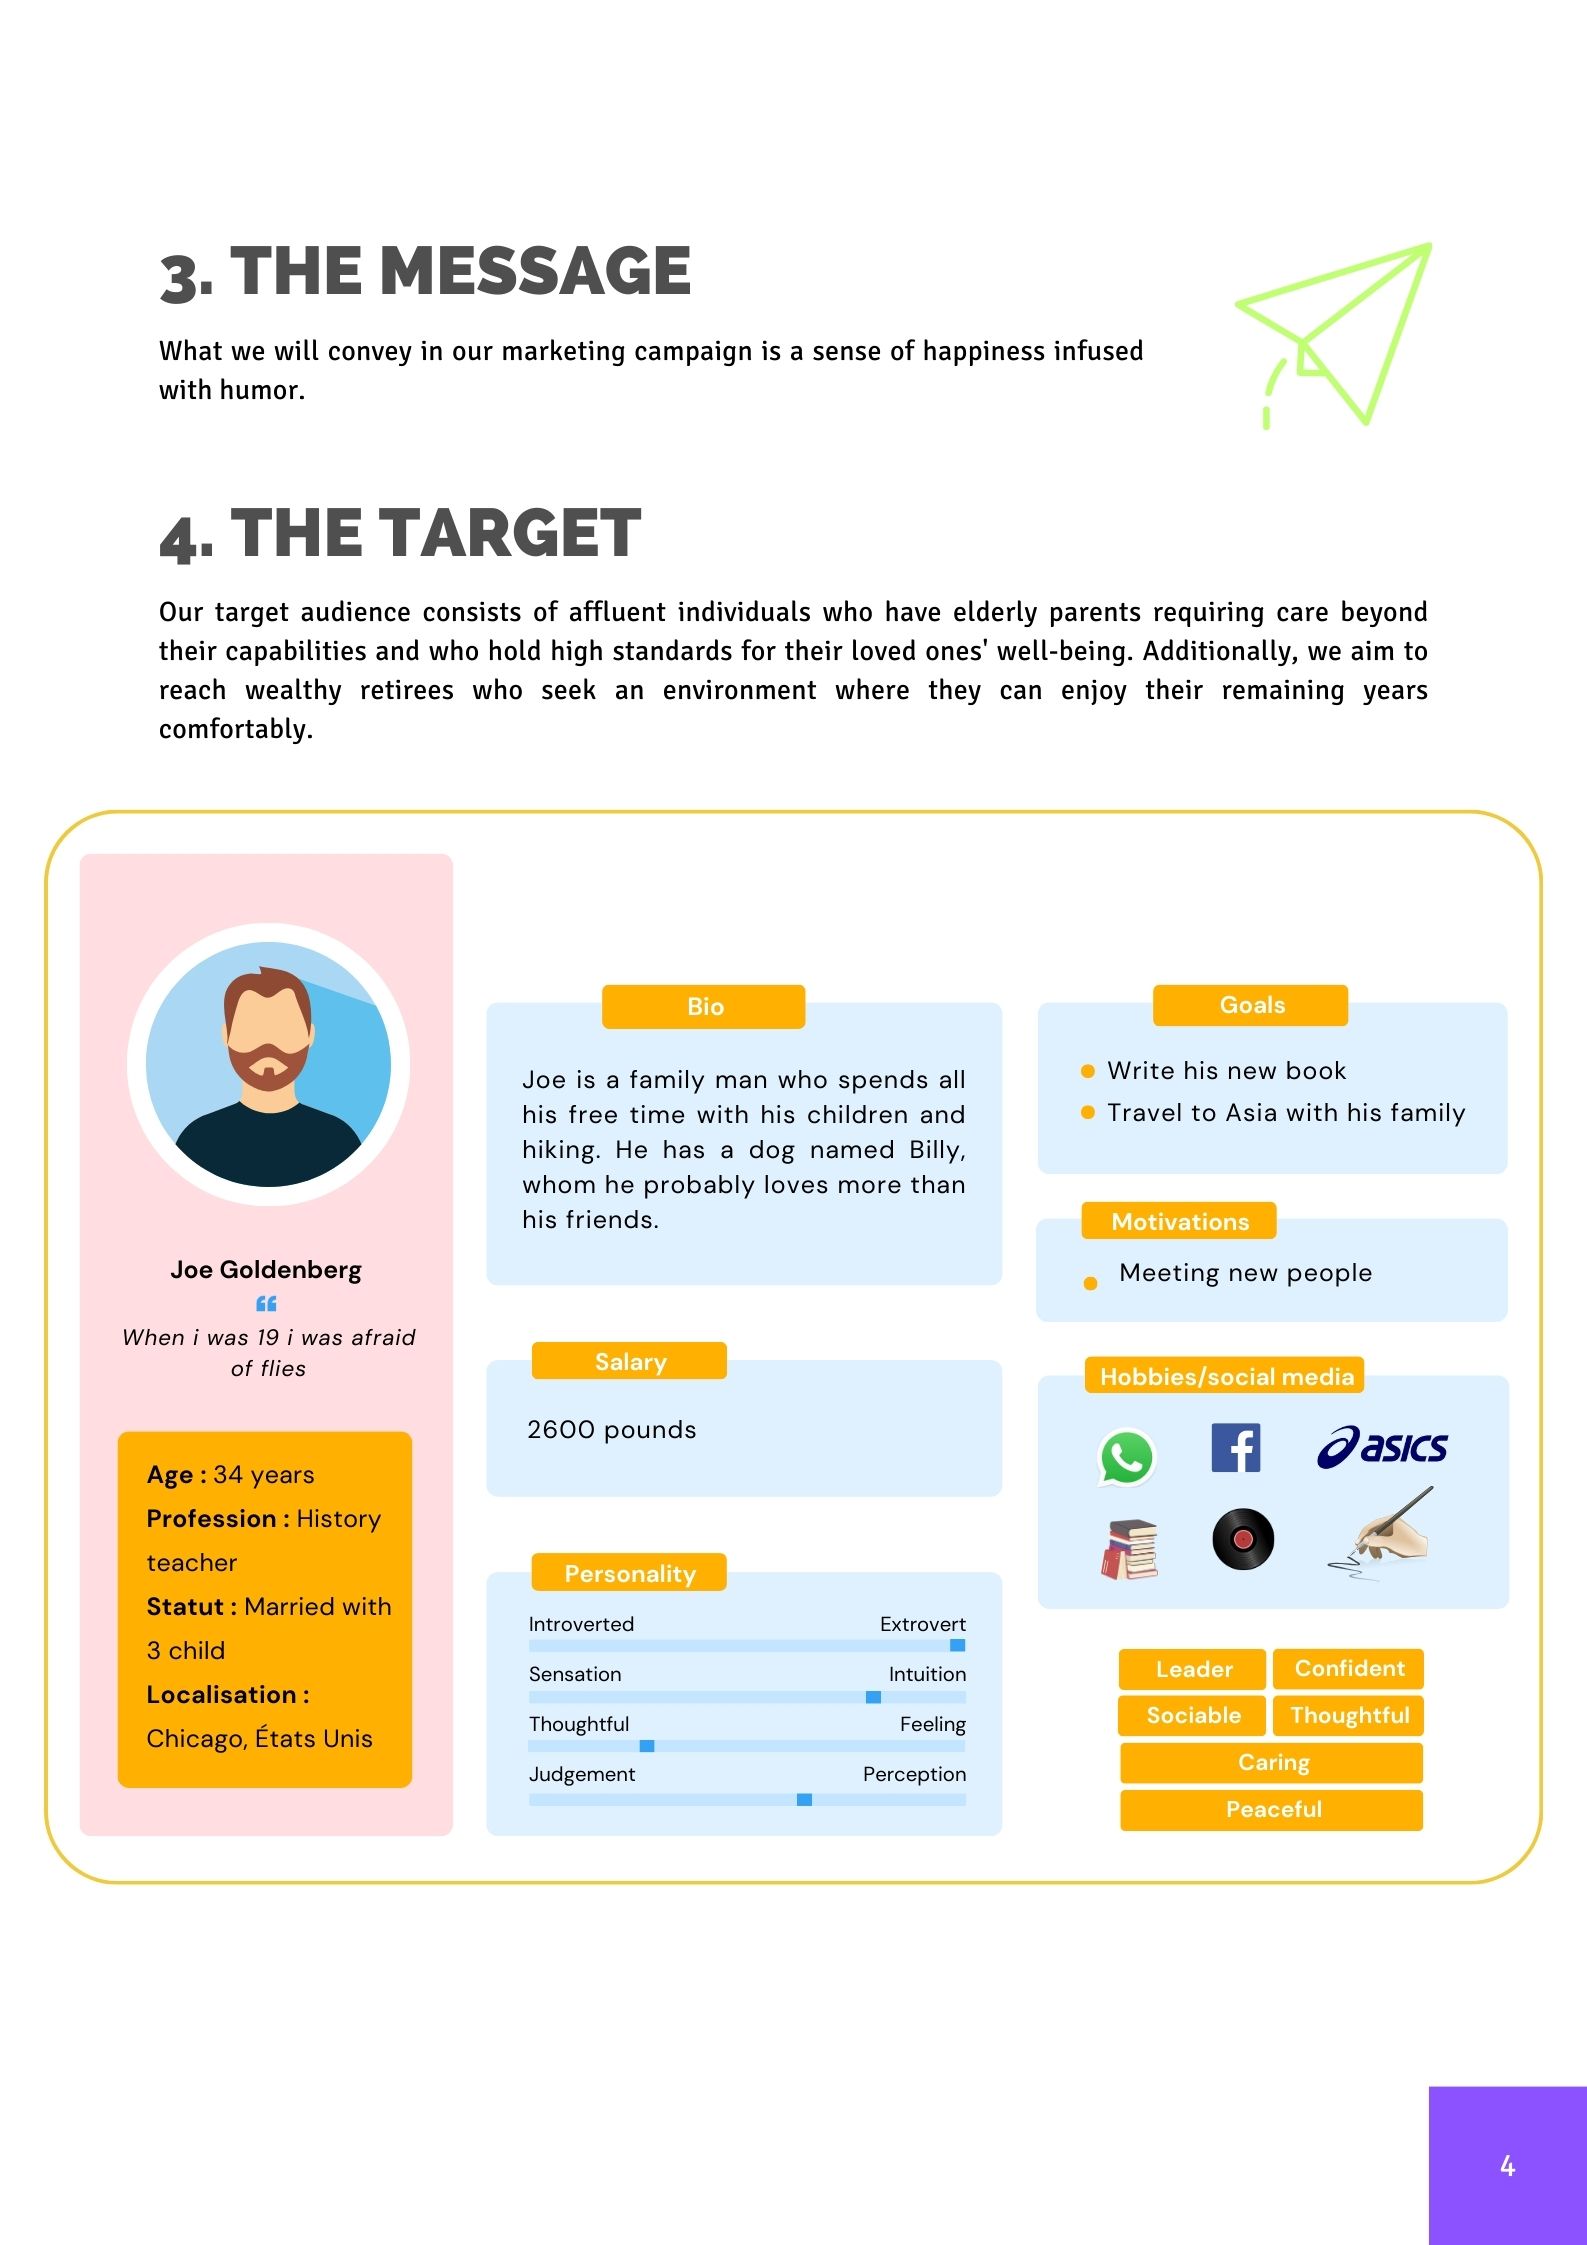 3. THE MESSAGE
What we will convey in our marketing campaign is a sense of happiness infused
with humor.
4. THE TARGET
Our target audience consists of affluent individuals who have elderly parents requiring care beyond
their capabilities and who hold high standards for their loved ones' well-being. Additionally, we aim to
reach wealthy retirees who seek an environment where they can enjoy their remaining years
comfortably.
Joe Goldenberg
“
When i was 19 i was afraid
of flies
Age : 34 years
Profession : History
teacher
Statut : Married with
3 child
Localisation :
Chicago, États Unis
Bio
Joe is a family man who spends all
his free time with his children and
hiking. He has a dog named Billy,
whom he probably loves more than
his friends.
Salary
2600 pounds
Personality
Introverted Extrovert
Sensation Intuition
Thoughtful Feeling
Judgement Perception
Goals
Write his new book
Travel to Asia with his family
Motivations
Meeting new people
Hobbies/social media
f
asics
Leader Confident
Sociable Thoughtful
Caring
Peaceful
4